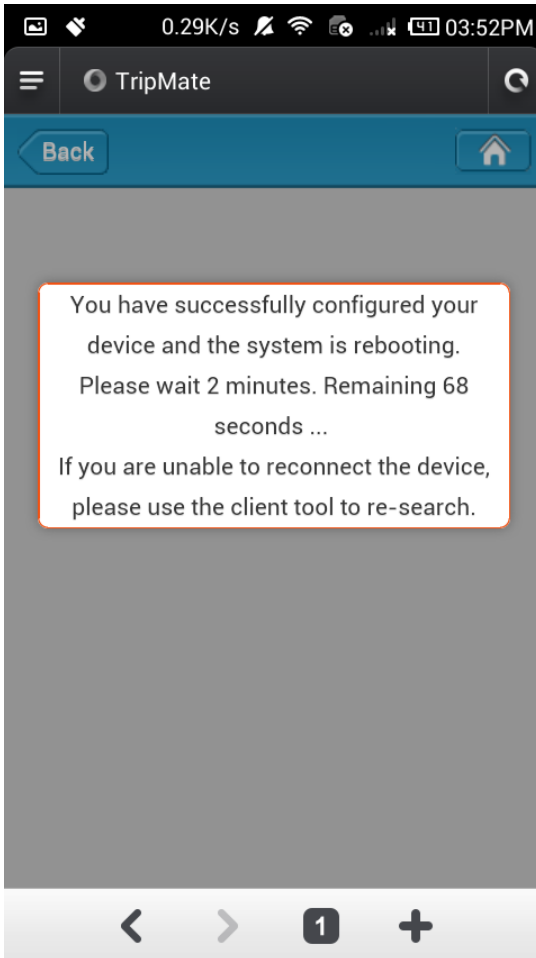 0.29K/s 41 03:52PM
TripMate
Back
You have successfully configured your
device and the system is rebooting.
Please wait 2 minutes. Remaining 68
seconds ...
If you are unable to reconnect the device,
please use the client tool to re-search.
1